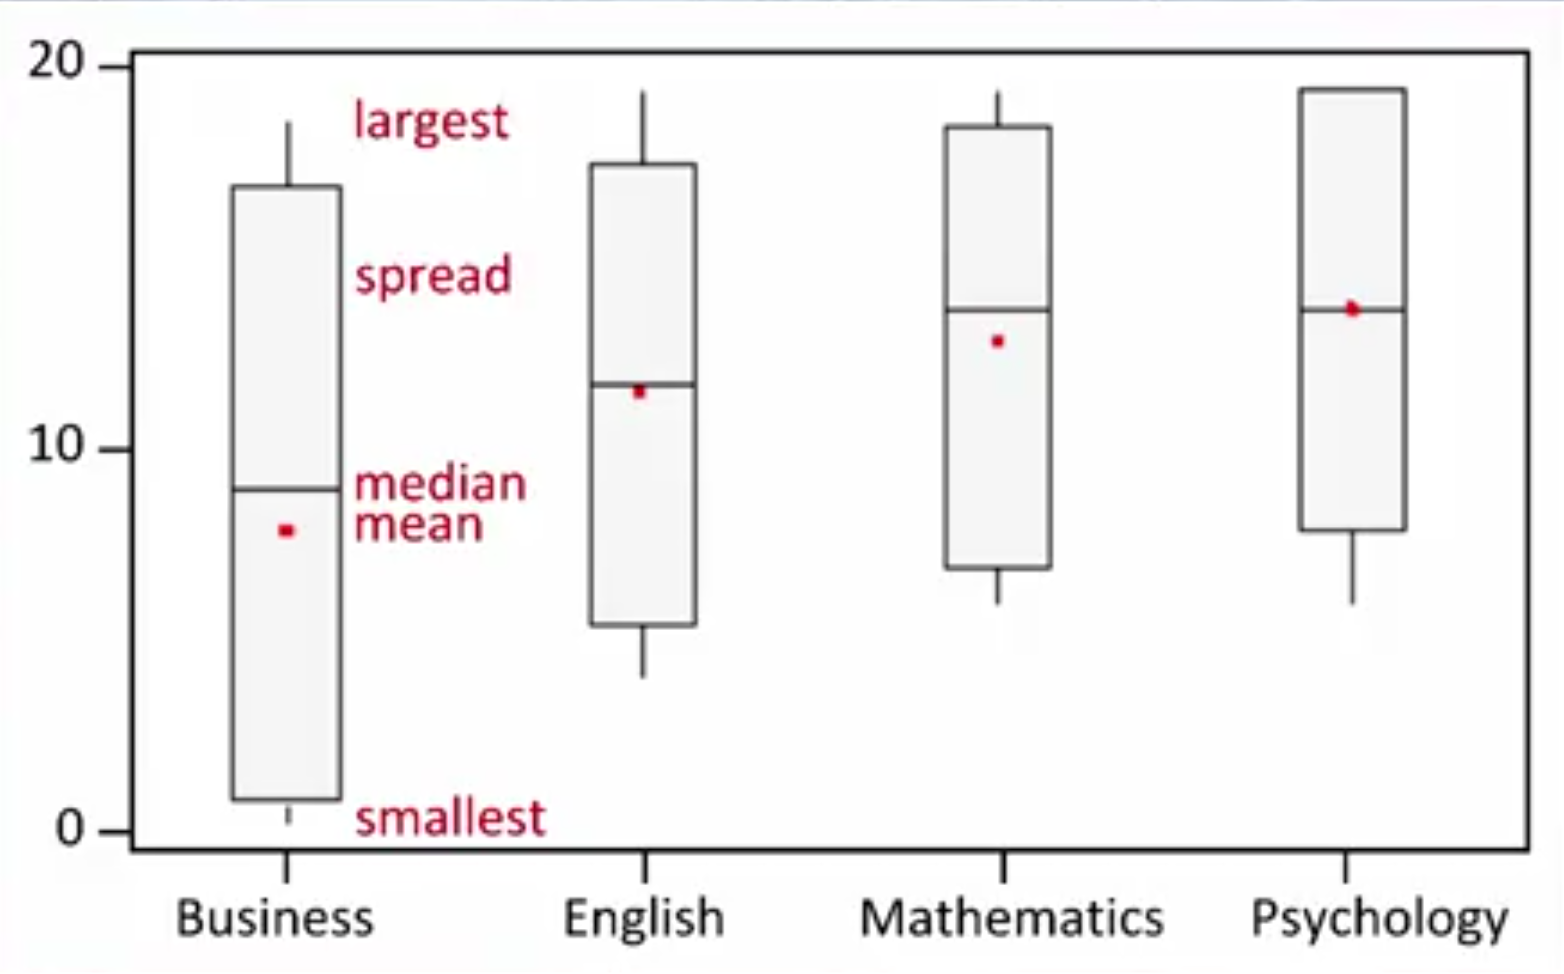 20
largest
spread
10
median
mean
smallest
0
Business English Mathematics Psychology